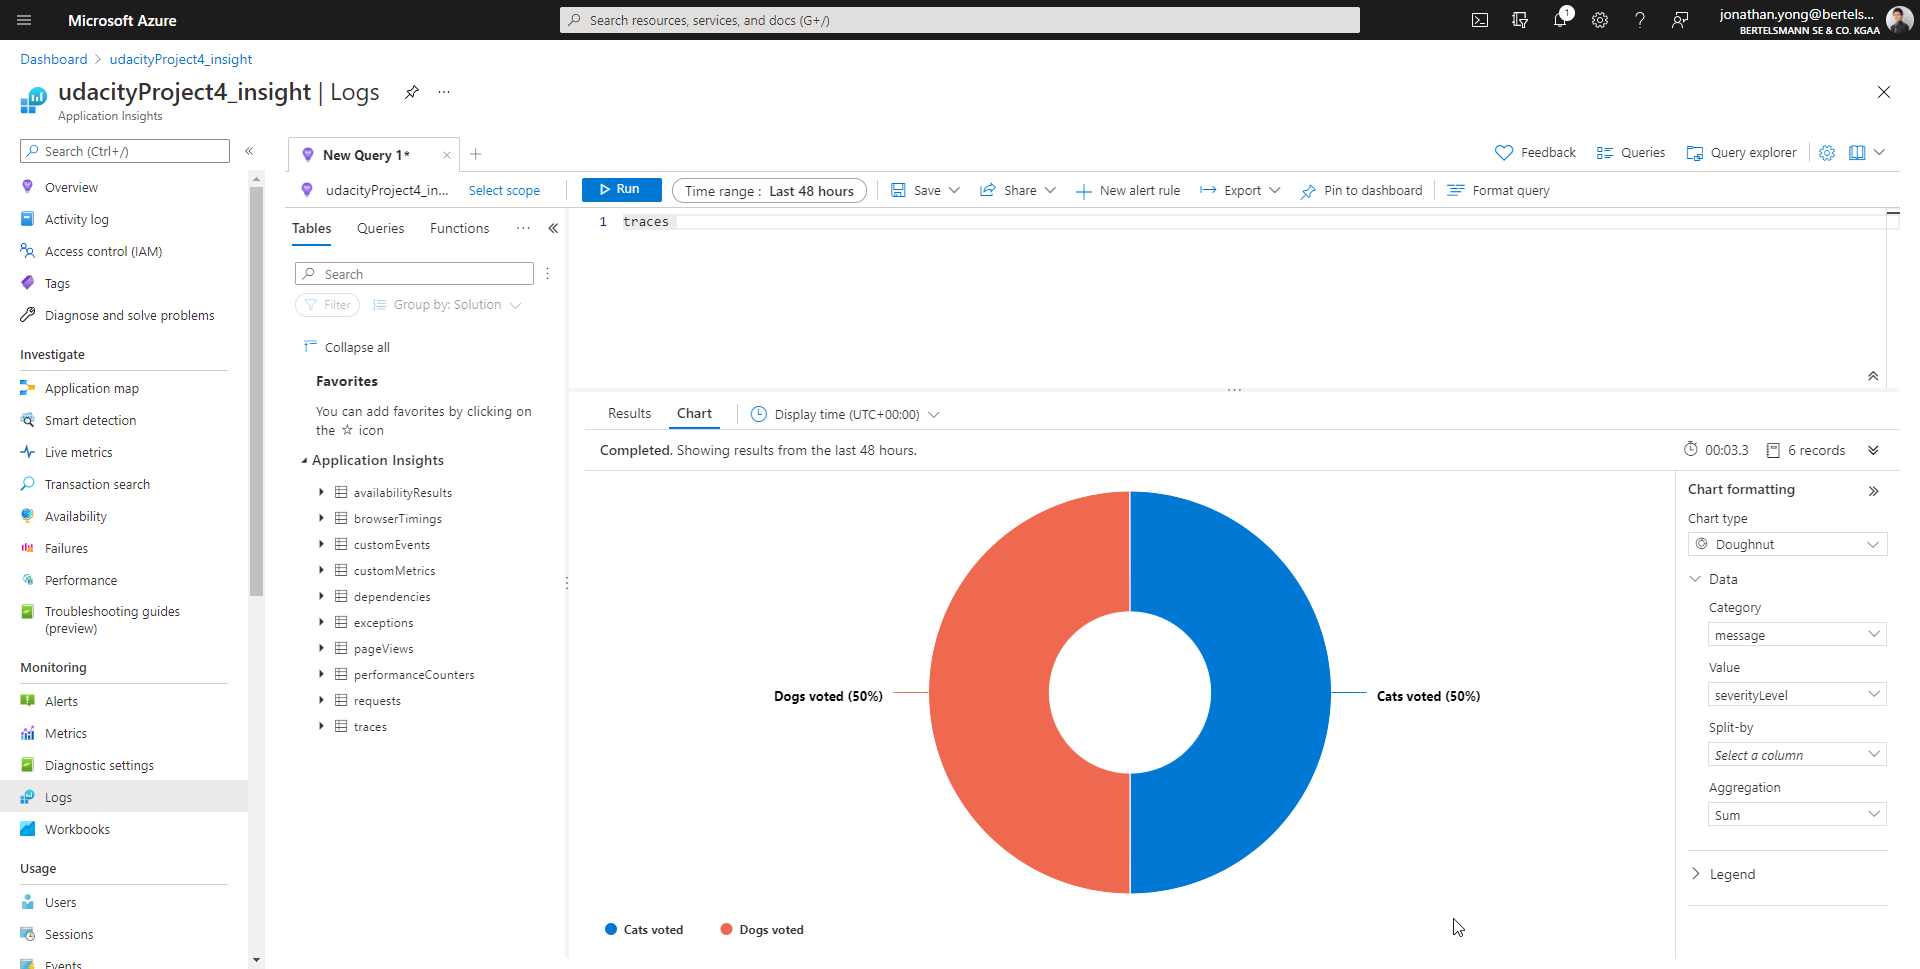 Microsoft Azure
Search resources, services, and docs (G+/)
1
jonathan.yong@bertels...
BERTELSMANN SE & CO. KGAA
Dashboard > udacityProject4_insight
udacityProject4_insight | Logs
Application Insights
Search (Ctrl+/)
Overview
Activity log
Access control (IAM)
Tags
Diagnose and solve problems
Investigate
Application map
Smart detection
Live metrics
Transaction search
Availability
Failures
Performance
Troubleshooting guides
(preview)
Monitoring
Alerts
Metrics
Diagnostic settings
Logs
Workbooks
Usage
Users
Sessions
Events
New Query 1*
Feedback
Queries
Query explorer
udacityProject4_in...
Select scope
Run
Time range : Last 48 hours
Save
Share
New alert rule
Export
Pin to dashboard
Format query
Tables
Queries
Functions
Search
Filter
Group by: Solution
Collapse all
Favorites
You can add favorites by clicking on
the ☆ icon
Application Insights
availabilityResults
browserTimings
customEvents
customMetrics
dependencies
exceptions
pageViews
performanceCounters
requests
traces
1 traces
Results
Chart
Display time (UTC+00:00)
Completed. Showing results from the last 48 hours.
00:03.3
6 records
Dogs voted (50%)
Cats voted (50%)
Cats voted
Dogs voted
Chart formatting
Chart type
Doughnut
Data
Category
message
Value
severityLevel
Split-by
Select a column
Aggregation
Sum
Legend